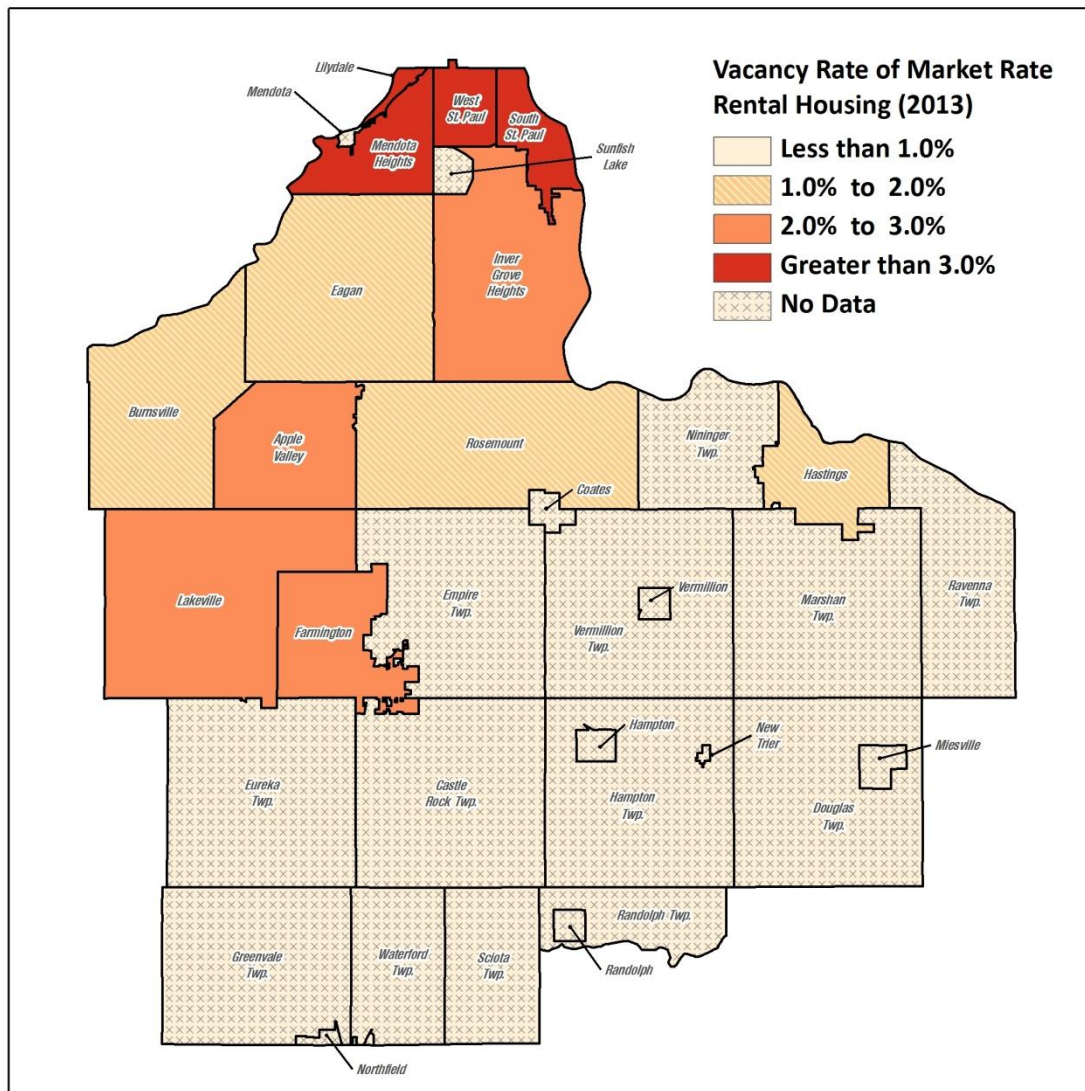 Vacancy Rate of Market Rate
Rental Housing (2013)
Less than 1.0%
1.0% to 2.0%
2.0% to 3.0%
Greater than 3.0%
No Data
Lilydale
Mendota
West
St. Paul
South
St. Paul
Mendota
Heights
Sunfish
Lake
Inver
Grove
Heights
Eagan
Burnsville
Apple
Valley
Rosemount
Nininger
Twp.
Hastings
Coates
Lakeville
Farmington
Empire
Twp.
Vermillion
Vermillion
Twp.
Marshan
Twp.
Ravenna
Twp.
Hampton
New
Trier
Miesville
Eureka
Twp.
Castle
Rock Twp.
Hampton
Twp.
Douglas
Twp.
Greenvale
Twp.
Waterford
Twp.
Sciota
Twp.
Randolph Twp.
Randolph
Northfield